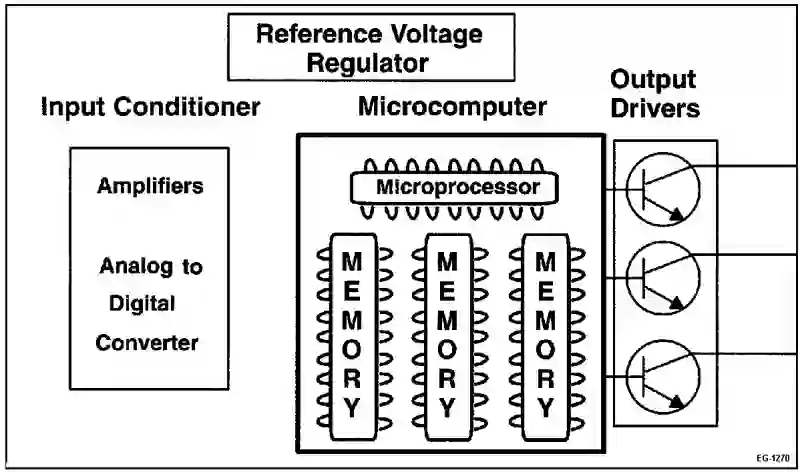 Reference Voltage
Regulator
Input Conditioner
Microcomputer
Output
Drivers
Amplifiers
Analog to
Digital
Converter
Microprocessor
MEMORY
MEMORY
MEMORY
EG-1270